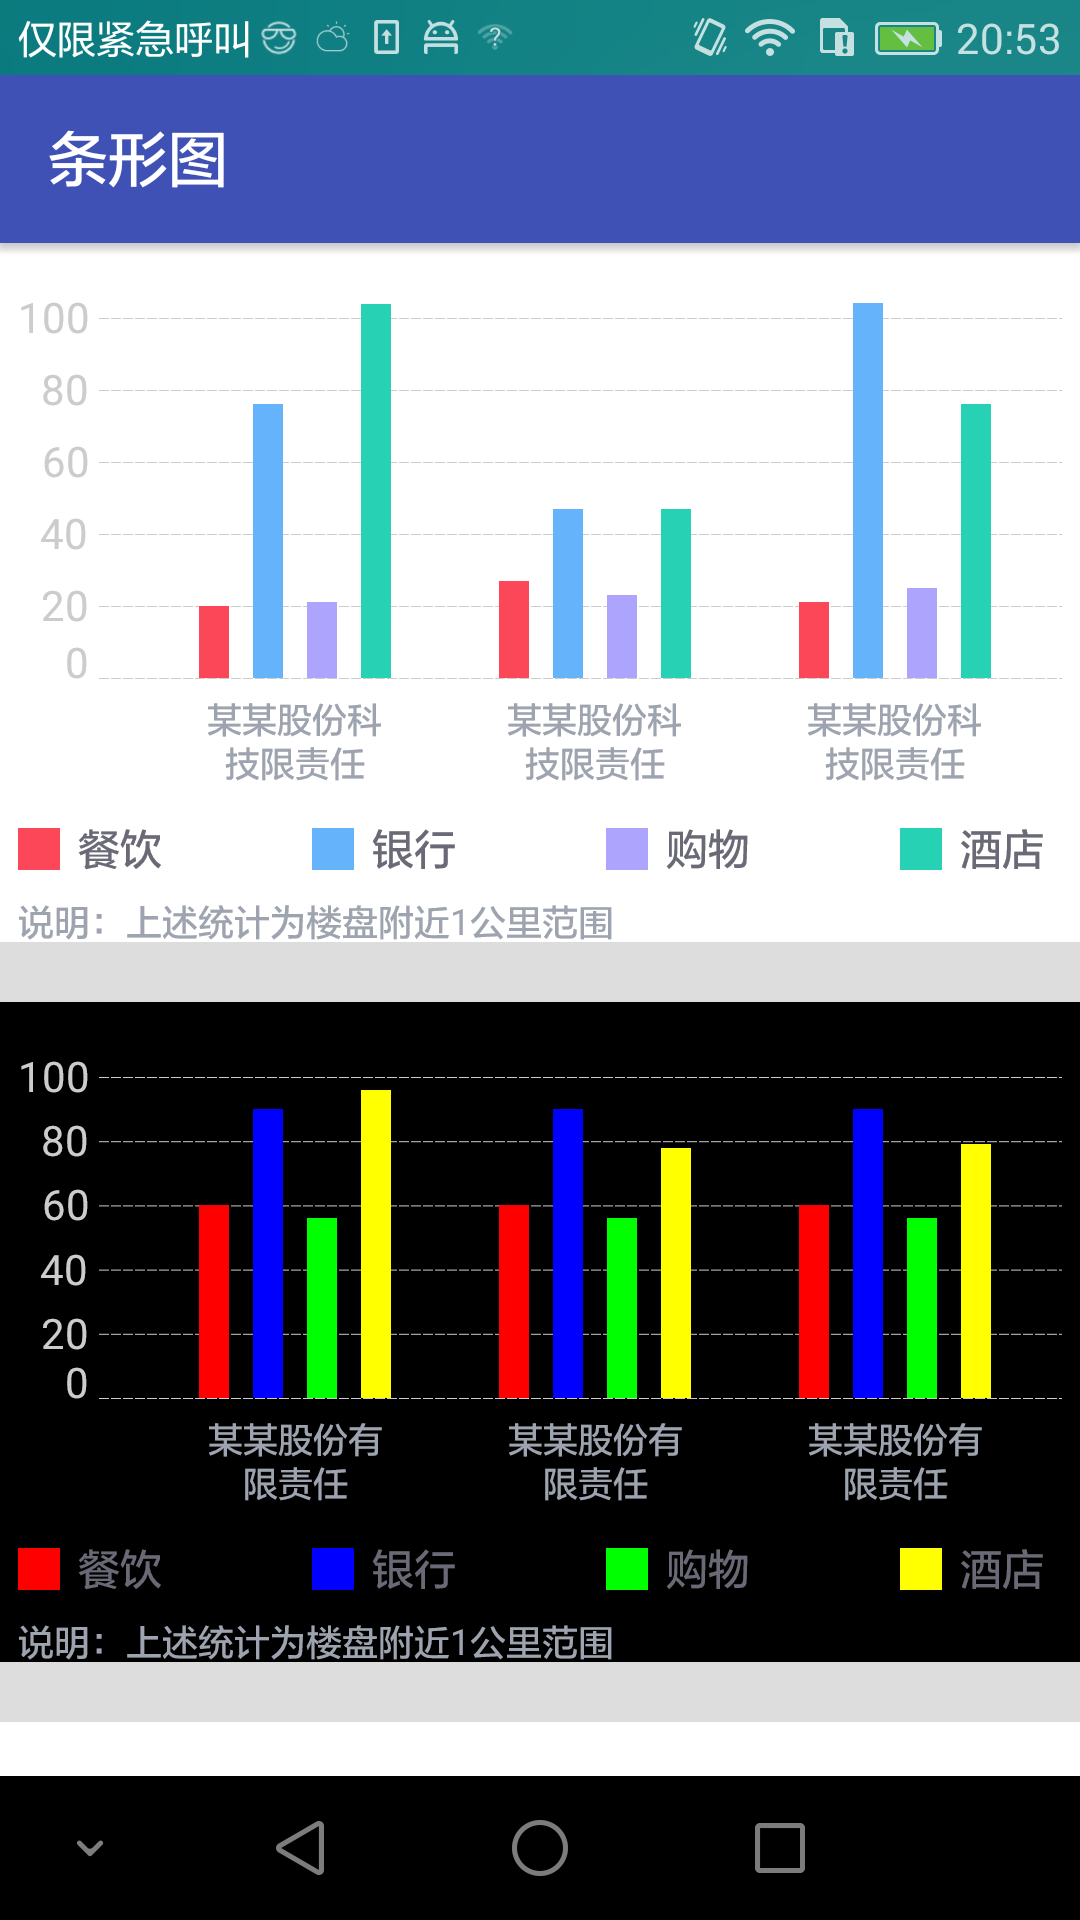 仅限紧急呼叫 20:53
条形图
100
80
60
40
20
0
某某股份科 某某股份科 某某股份科
技限责任 技限责任 技限责任
餐饮 银行 购物 酒店
说明：上述统计为楼盘附近1公里范围
100
80
60
40
20
0
某某股份有 某某股份有 某某股份有
限责任 限责任 限责任
餐饮 银行 购物 酒店
说明：上述统计为楼盘附近1公里范围